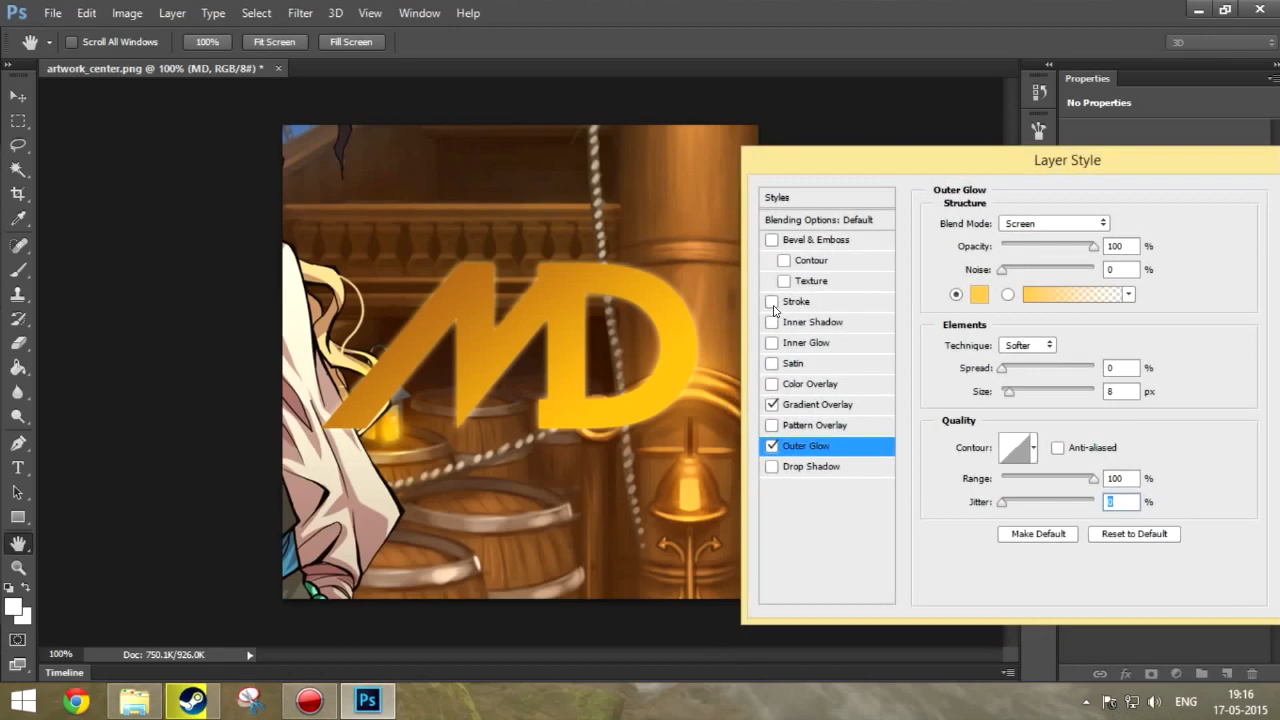 Ps File Edit Image Layer Type Select Filter 3D View Window Help
Scroll All Windows 100% Fit Screen Fill Screen 3D
artwork_center.png @ 100% (MD, RGB/8#) *
Properties
No Properties
MD
Layer Style
Styles
Blending Options: Default
Bevel & Emboss
Contour
Texture
Stroke
Inner Shadow
Inner Glow
Satin
Color Overlay
Gradient Overlay
Pattern Overlay
Outer Glow
Drop Shadow
Outer Glow
Structure
Blend Mode: Screen
Opacity: 100 %
Noise: 0 %
Elements
Technique: Softer
Spread: 0 %
Size: 8 px
Quality
Contour: Anti-aliased
Range: 100 %
Jitter: 0 %
Make Default Reset to Default
100% Doc: 750.1K/926.0K
Timeline
fx
Ps ENG 19:16
17-05-2015